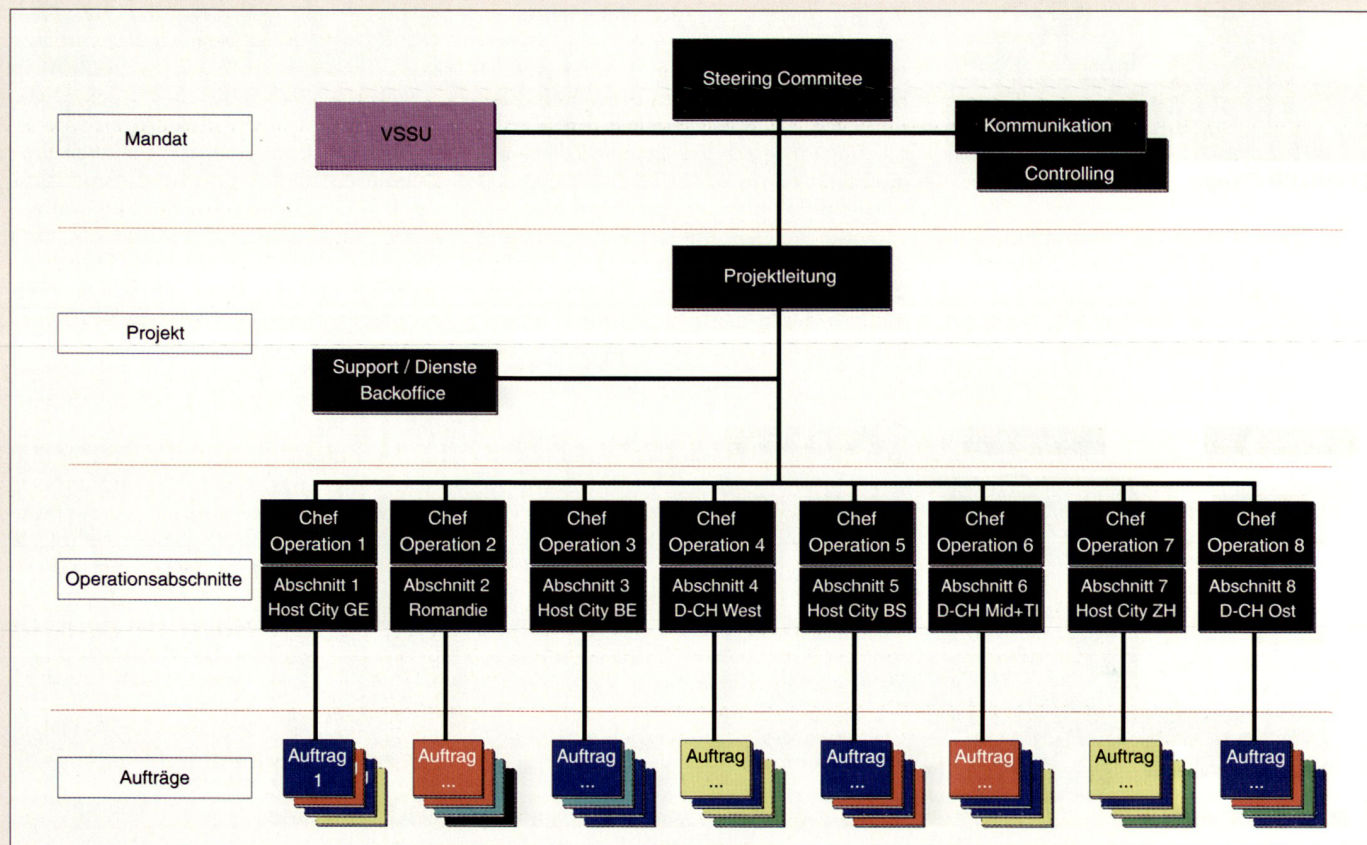 Steering Commitee
Mandat
VSSU
Kommunikation
Controlling
Projektleitung
Projekt
Support / Dienste
Backoffice
Operationsabschnitte
Chef
Operation 1
Abschnitt 1
Host City GE
Chef
Operation 2
Abschnitt 2
Romandie
Chef
Operation 3
Abschnitt 3
Host City BE
Chef
Operation 4
Abschnitt 4
D-CH West
Chef
Operation 5
Abschnitt 5
Host City BS
Chef
Operation 6
Abschnitt 6
D-CH Mid+TI
Chef
Operation 7
Abschnitt 7
Host City ZH
Chef
Operation 8
Abschnitt 8
D-CH Ost
Aufträge
Auftrag
1
Auftrag
...
Auftrag
...
Auftrag
...
Auftrag
...
Auftrag
...
Auftrag
...
Auftrag
...